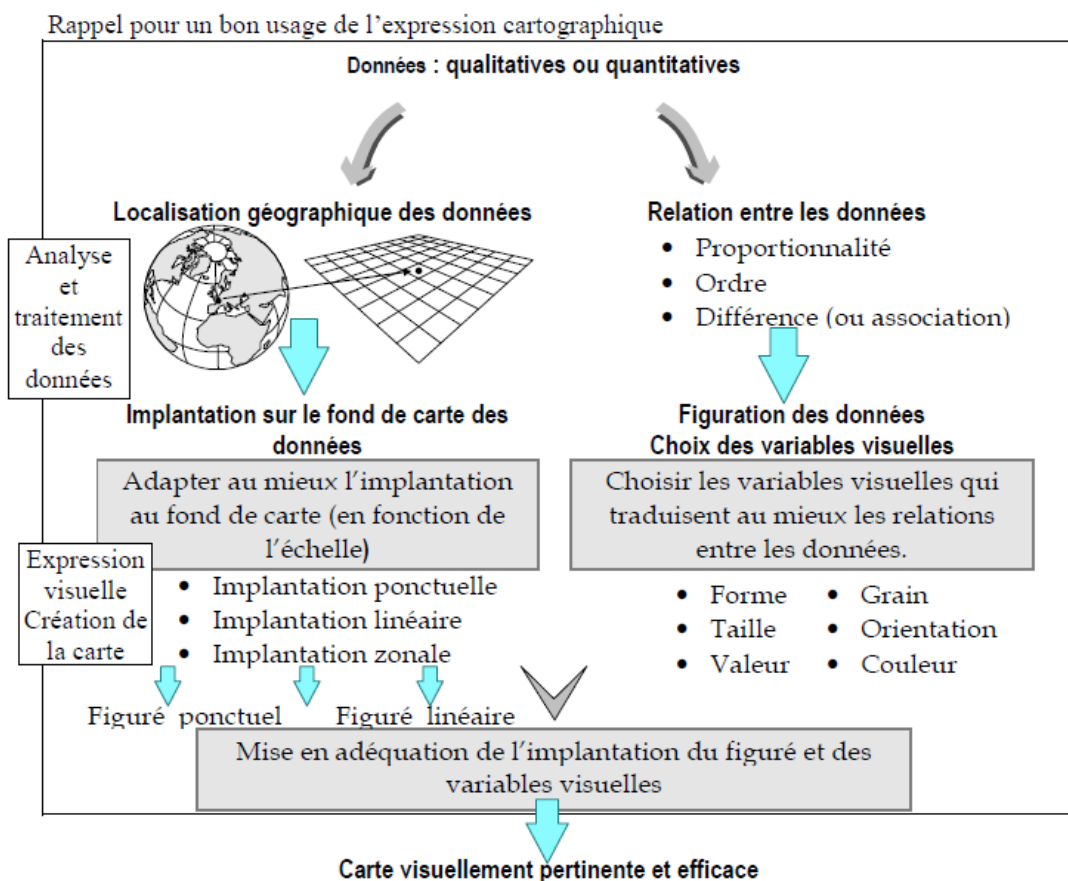 Rappel pour un bon usage de l’expression cartographique
Données : qualitatives ou quantitatives
Localisation géographique des données
Relation entre les données
• Proportionnalité
• Ordre
• Différence (ou association)
Analyse
et
traitement
des
données
Implantation sur le fond de carte des
données
Figuration des données
Choix des variables visuelles
Adapter au mieux l’implantation
au fond de carte (en fonction de
l’échelle)
Choisir les variables visuelles qui
traduisent au mieux les relations
entre les données.
Expression
visuelle
Création de
la carte
• Implantation ponctuelle
• Implantation linéaire
• Implantation zonale
• Forme
• Taille
• Valeur
• Grain
• Orientation
• Couleur
Figuré ponctuel
Figuré linéaire
Mise en adéquation de l’implantation du figuré et des
variables visuelles
Carte visuellement pertinente et efficace